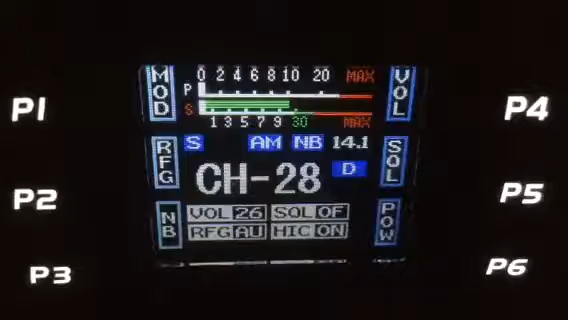 MOD
0 2 4 6 8 10 20 MAX
P
S
1 3 5 7 9 30 MAX
VOL
P1
P4
RFG
S AM NB 14.1
SQL
D
CH-28
P2
P5
NB
VOL 26 SQL OF
RFG AU HIC ON
POW
P3
P6